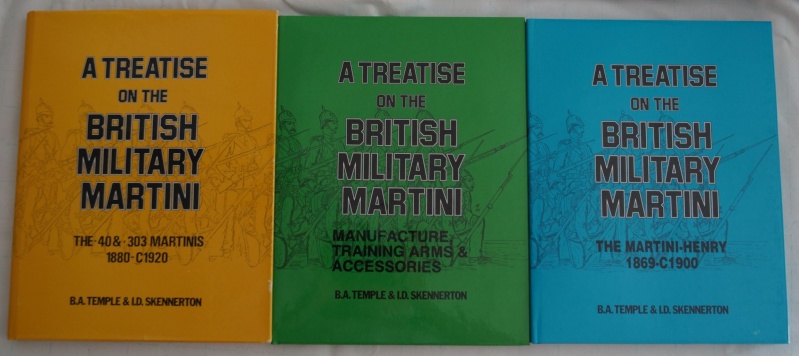 A TREATISE
ON THE
BRITISH
MILITARY
MARTINI
THE ·40 & ·303 MARTINIS
1880-C1920
B.A. TEMPLE & I.D. SKENNERTON
A TREATISE
ON THE
BRITISH
MILITARY
MARTINI
MANUFACTURE,
TRAINING ARMS &
ACCESSORIES
B.A. TEMPLE & I.D. SKENNERTON
A TREATISE
ON THE
BRITISH
MILITARY
MARTINI
THE MARTINI-HENRY
1869-C1900
B.A. TEMPLE & I.D. SKENNERTON